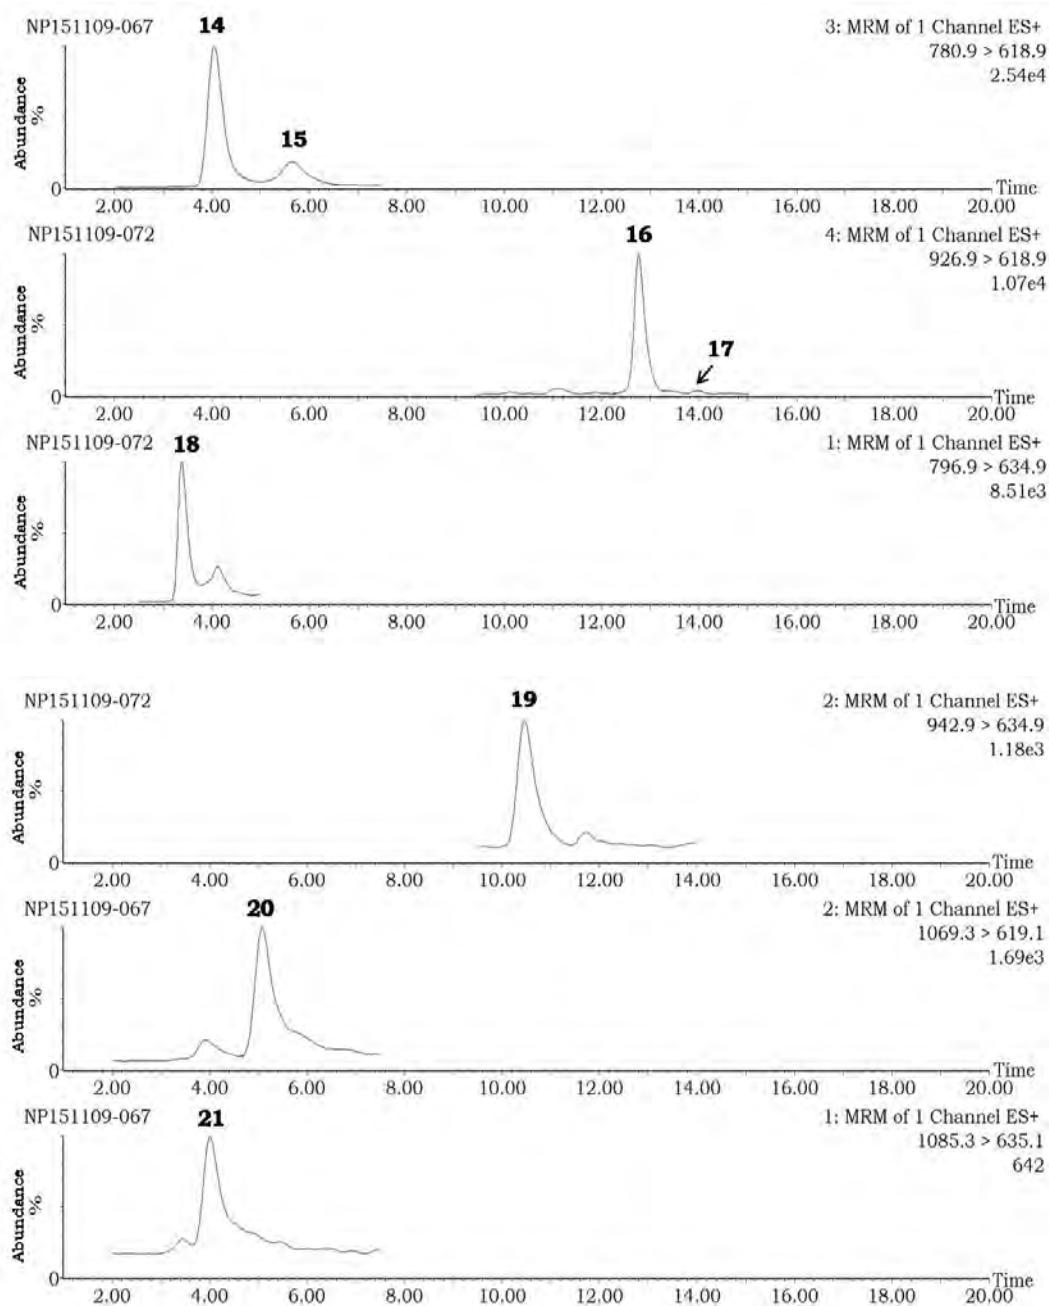 NP151109-067 14 3: MRM of 1 Channel ES+
780.9 > 618.9
2.54e4
15
Abundance
%
0
Time
2.00 4.00 6.00 8.00 10.00 12.00 14.00 16.00 18.00 20.00
NP151109-072 16 4: MRM of 1 Channel ES+
926.9 > 618.9
1.07e4
17
Abundance
%
0
Time
2.00 4.00 6.00 8.00 10.00 12.00 14.00 16.00 18.00 20.00
NP151109-072 18 1: MRM of 1 Channel ES+
796.9 > 634.9
8.51e3
Abundance
%
0
Time
2.00 4.00 6.00 8.00 10.00 12.00 14.00 16.00 18.00 20.00
NP151109-072 19 2: MRM of 1 Channel ES+
942.9 > 634.9
1.18e3
Abundance
%
0
Time
2.00 4.00 6.00 8.00 10.00 12.00 14.00 16.00 18.00 20.00
NP151109-067 20 2: MRM of 1 Channel ES+
1069.3 > 619.1
1.69e3
Abundance
%
0
Time
2.00 4.00 6.00 8.00 10.00 12.00 14.00 16.00 18.00 20.00
NP151109-067 21 1: MRM of 1 Channel ES+
1085.3 > 635.1
642
Abundance
%
0
Time
2.00 4.00 6.00 8.00 10.00 12.00 14.00 16.00 18.00 20.00